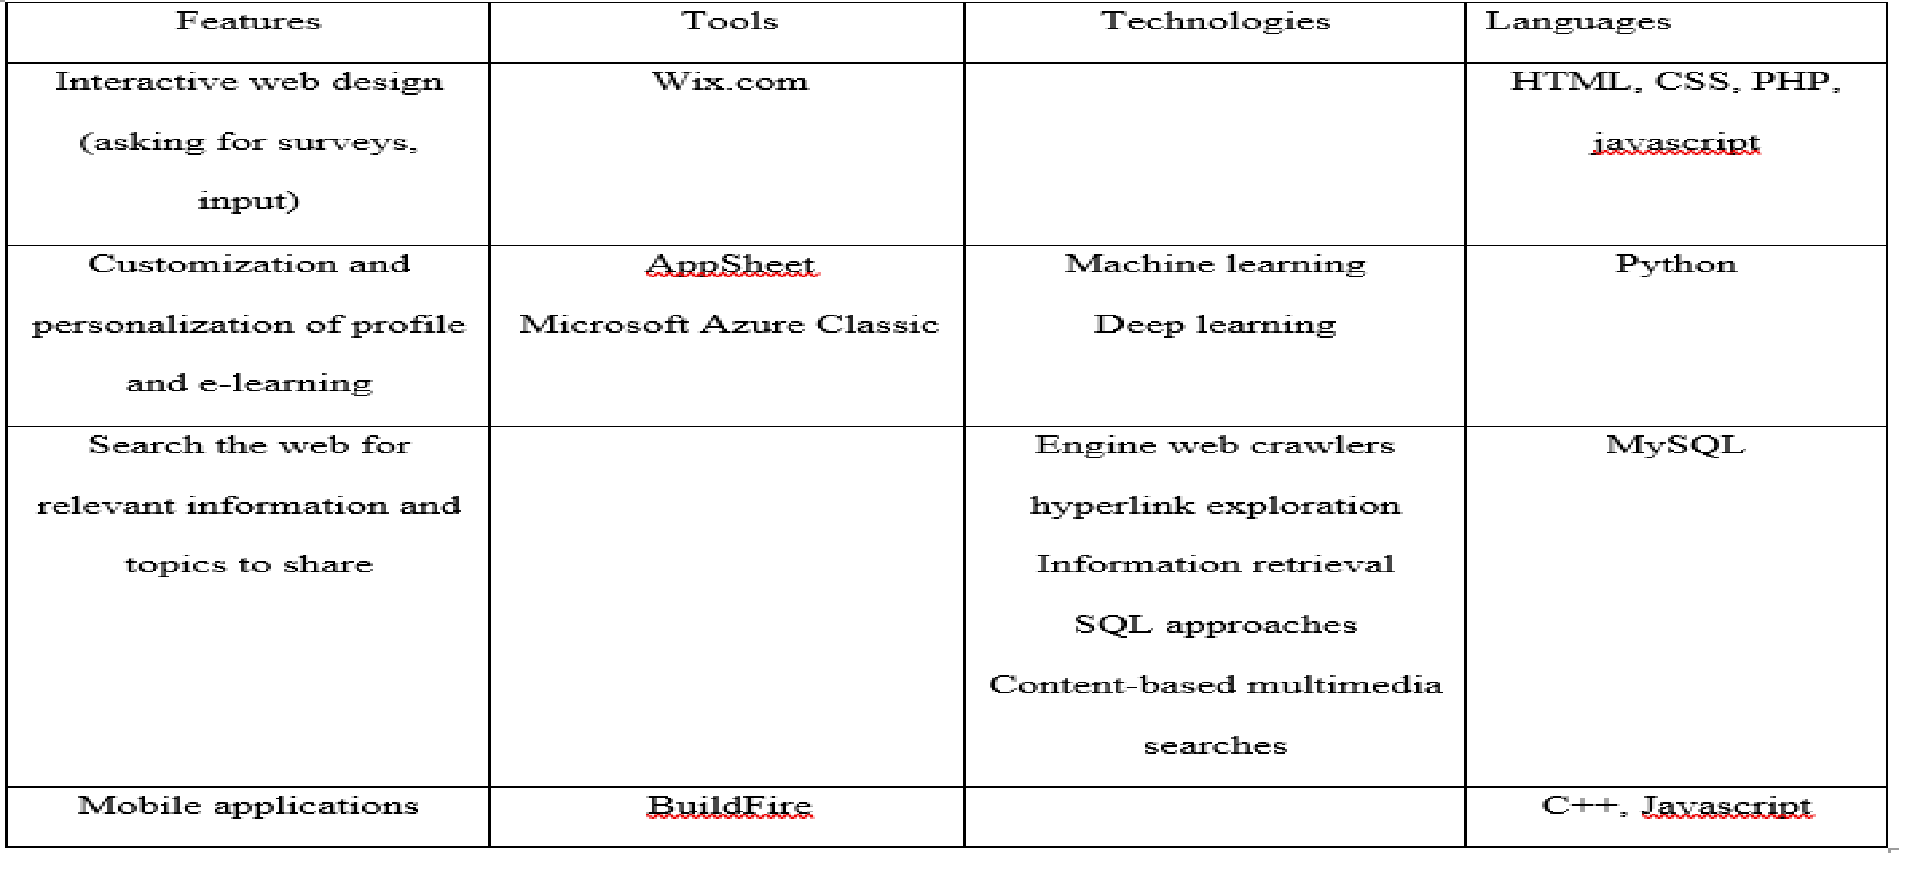 Features Tools Technologies Languages
Interactive web design Wix.com HTML, CSS, PHP,
(asking for surveys, javascript
input)
Customization and AppSheet Machine learning Python
personalization of profile Microsoft Azure Classic Deep learning
and e-learning
Search the web for Engine web crawlers MySQL
relevant information and hyperlink exploration
topics to share Information retrieval
SQL approaches
Content-based multimedia
searches
Mobile applications BuildFire C++, Javascript